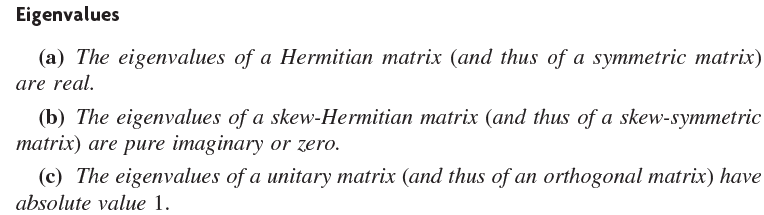 Eigenvalues
(a) The eigenvalues of a Hermitian matrix (and thus of a symmetric matrix)
are real.
(b) The eigenvalues of a skew-Hermitian matrix (and thus of a skew-symmetric
matrix) are pure imaginary or zero.
(c) The eigenvalues of a unitary matrix (and thus of an orthogonal matrix) have
absolute value 1.